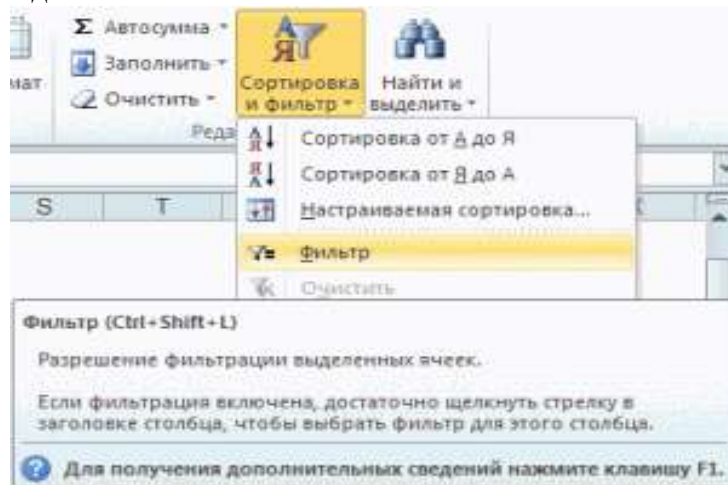 Σ Автосумма
Заполнить
Очистить
мат
Сортировка и фильтр
Найти и выделить
Реда
Сортировка от А до Я
Сортировка от Я до А
Настраиваемая сортировка...
S T
Фильтр
Очистить
Фильтр (Ctrl+Shift+L)
Разрешение фильтрации выделенных ячеек.
Если фильтрация включена, достаточно щелкнуть стрелку в
заголовке столбца, чтобы выбрать фильтр для этого столбца.
Для получения дополнительных сведений нажмите клавишу F1.